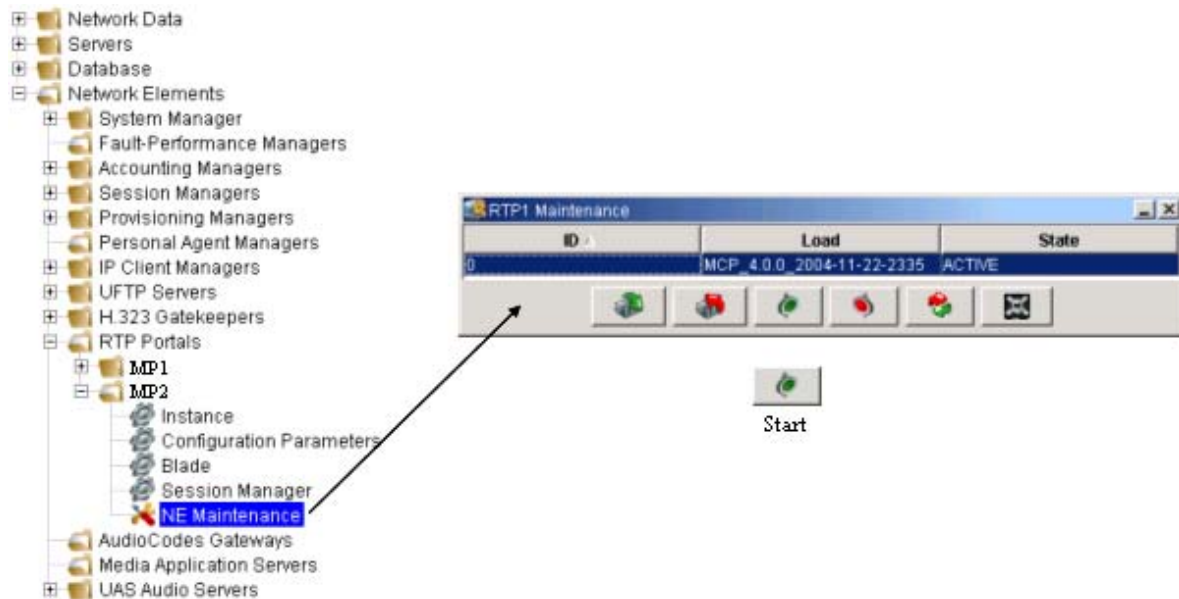 Network Data
Servers
Database
Network Elements
System Manager
Fault-Performance Managers
Accounting Managers
Session Managers
Provisioning Managers
Personal Agent Managers
IP Client Managers
UFTP Servers
H.323 Gatekeepers
RTP Portals
MP1
MP2
Instance
Configuration Parameters
Blade
Session Manager
NE Maintenance
AudioCodes Gateways
Media Application Servers
UAS Audio Servers
RTP1 Maintenance
ID Load State
0 MCP_4.0.0_2004-11-22-2335 ACTIVE
Start